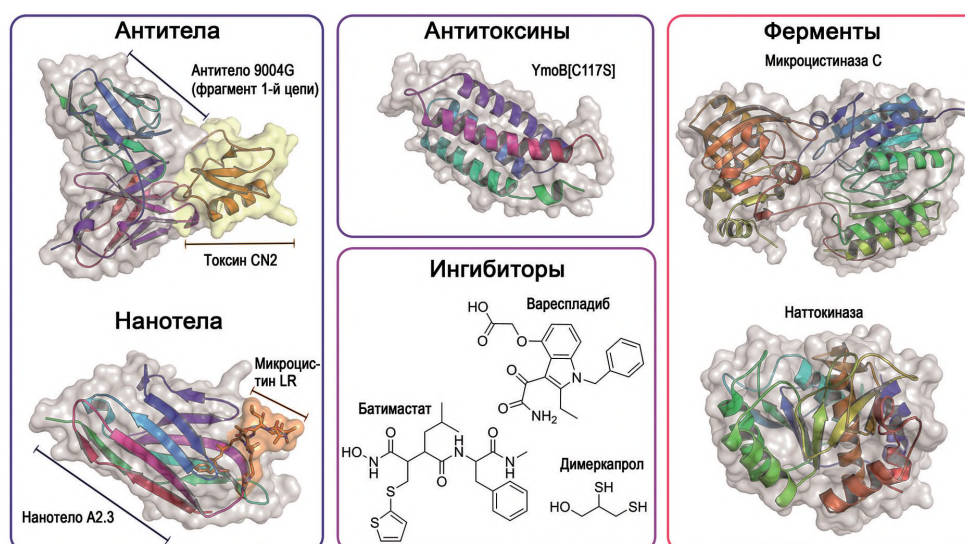 Антитела
Антитело 9004G
(фрагмент 1-й цепи)
Токсин CN2
Нанотела
Микроцис-
тин LR
Нанотело A2.3
Антитоксины
YmoB[C117S]
Ингибиторы
Вареспладиб
HO
O
O
N
O
O
NH2
Батимастат
O
HO
N
H
S
S
O
H
N
O
N
H
Димеркапрол
SH
HO
SH
Ферменты
Микроцистиназа C
Наттокиназа